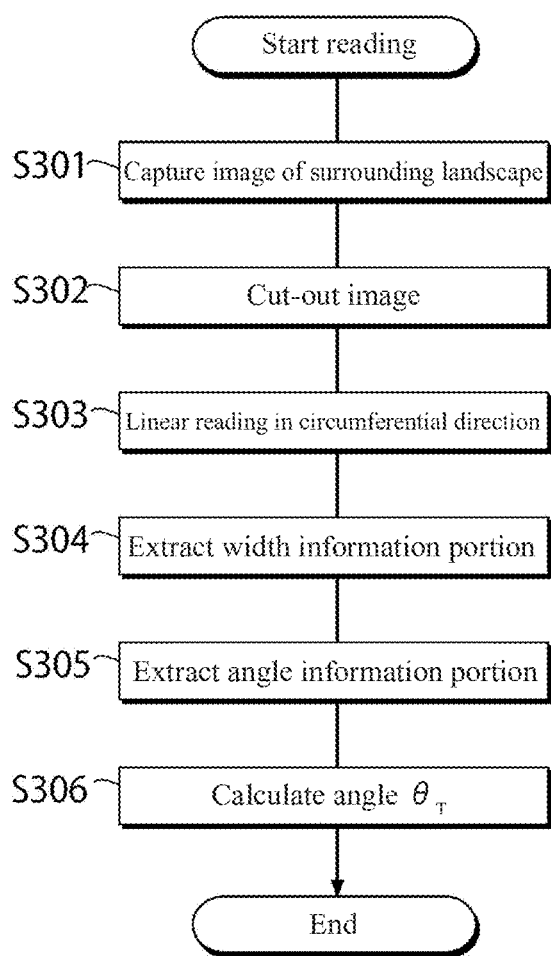 Start reading
S301 Capture image of surrounding landscape
S302 Cut-out image
S303 Linear reading in circumferential direction
S304 Extract width information portion
S305 Extract angle information portion
S306 Calculate angle θT
End